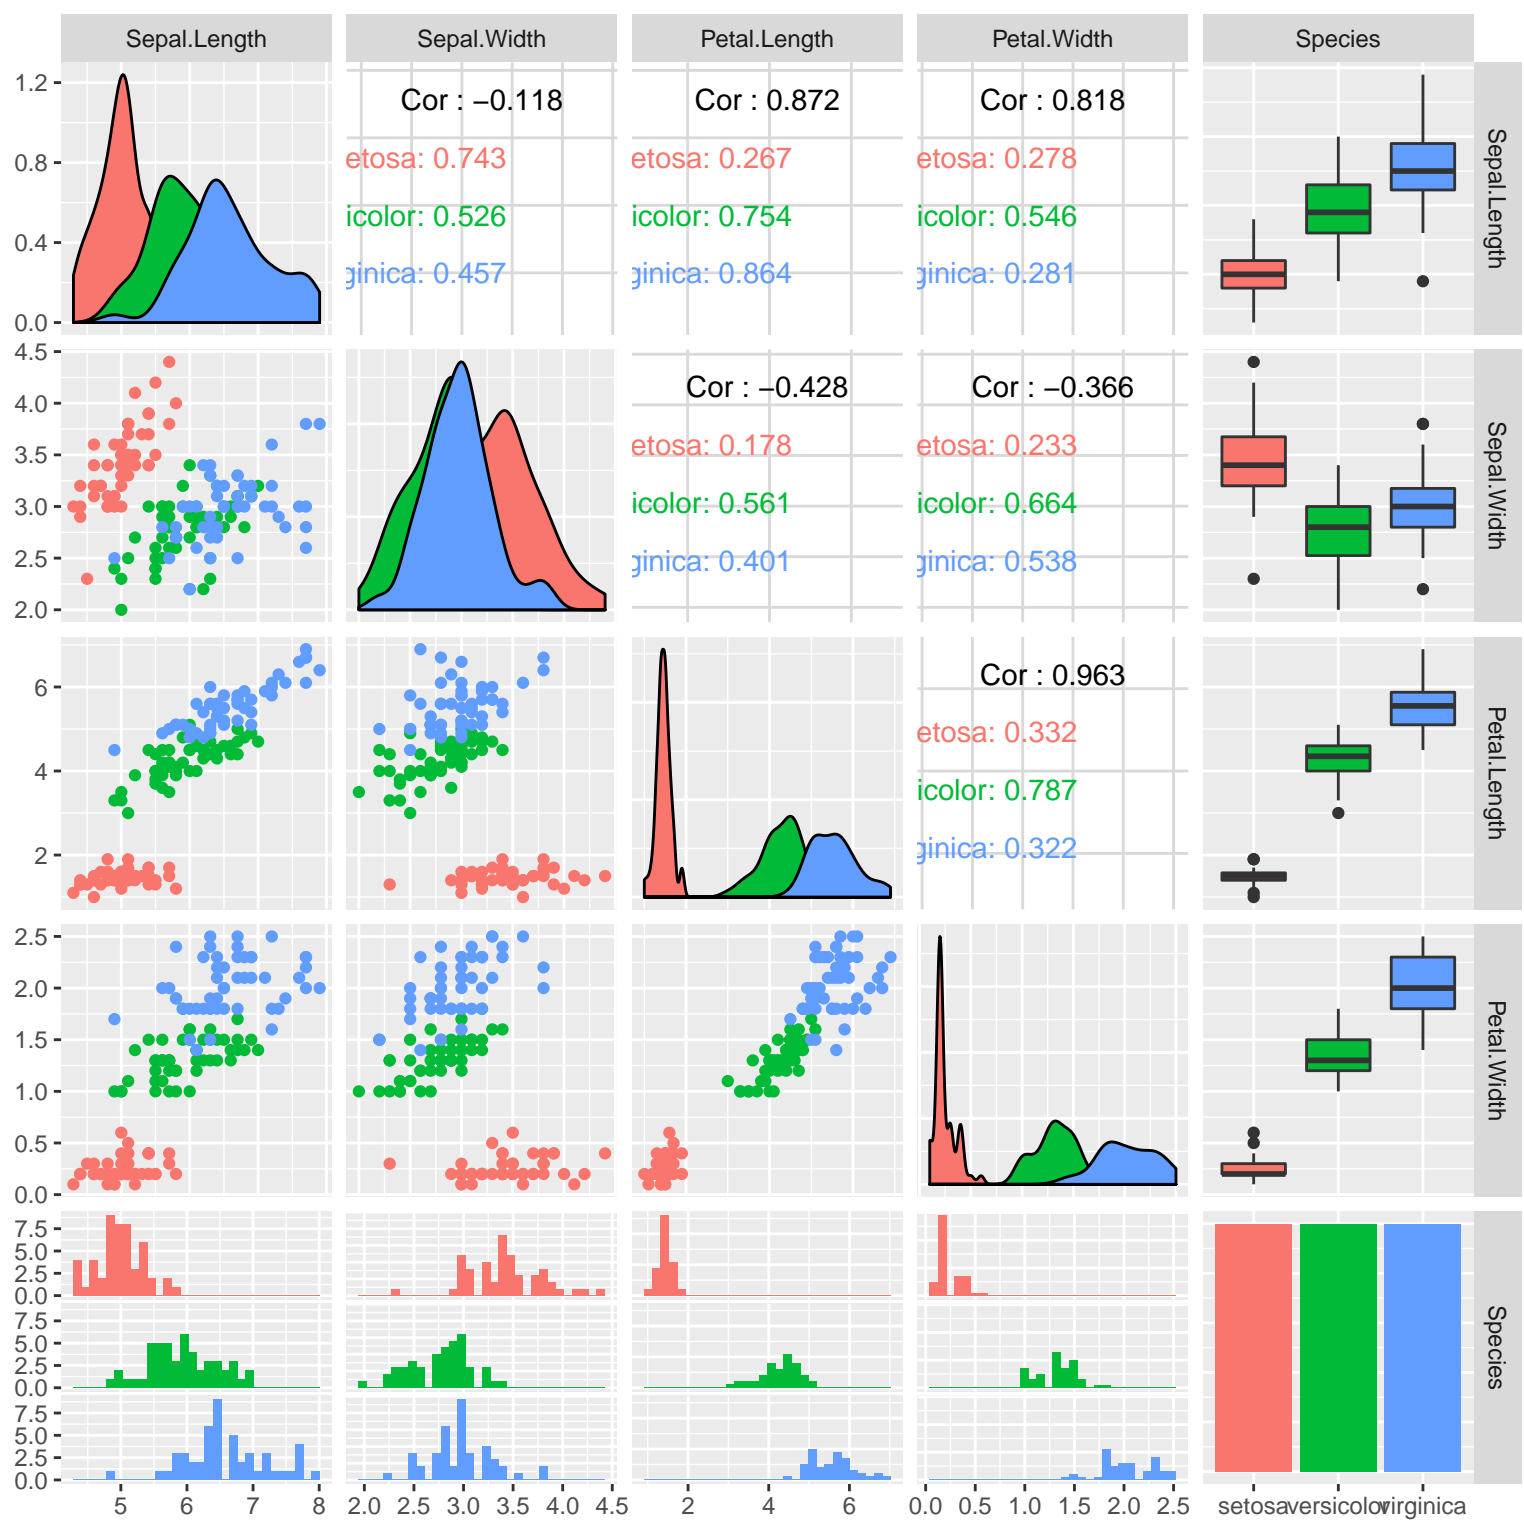 Sepal.Length Sepal.Width Petal.Length Petal.Width Species
1.2
0.8
0.4
0.0
Cor : −0.118
etosa: 0.743
icolor: 0.526
ginica: 0.457
Cor : 0.872
etosa: 0.267
icolor: 0.754
ginica: 0.864
Cor : 0.818
etosa: 0.278
icolor: 0.546
ginica: 0.281
Sepal.Length
4.5
4.0
3.5
3.0
2.5
2.0
Cor : −0.428
etosa: 0.178
icolor: 0.561
ginica: 0.401
Cor : −0.366
etosa: 0.233
icolor: 0.664
ginica: 0.538
Sepal.Width
6
4
2
Cor : 0.963
etosa: 0.332
icolor: 0.787
ginica: 0.322
Petal.Length
2.5
2.0
1.5
1.0
0.5
0.0
Petal.Width
7.5
5.0
2.5
0.0
7.5
5.0
2.5
0.0
7.5
5.0
2.5
0.0
Species
5 6 7 8 2.0 2.5 3.0 3.5 4.0 4.5 2 4 6 0.0 0.5 1.0 1.5 2.0 2.5 setosa versicolor virginica